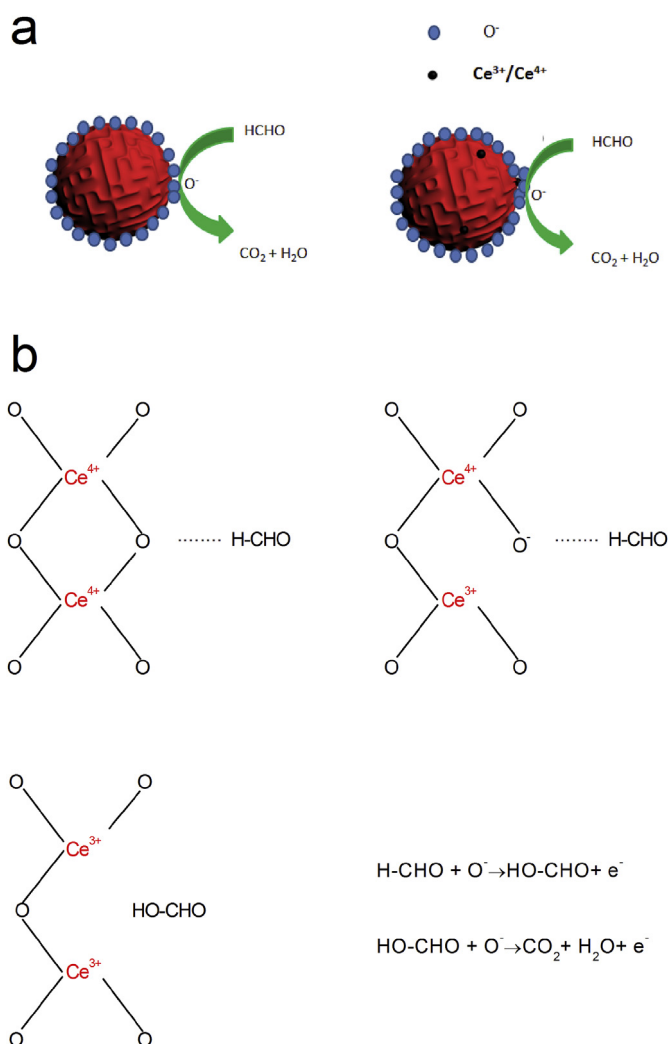 a
O⁻
Ce³⁺/Ce⁴⁺
HCHO
O⁻
CO₂ + H₂O
HCHO
O⁻
CO₂ + H₂O
b
O O
Ce⁴⁺
O O ........ H-CHO
Ce⁴⁺
O O
O O
Ce⁴⁺
O O⁻ ........ H-CHO
Ce³⁺
O O
O O
Ce³⁺
O HO-CHO
Ce³⁺
O O
H-CHO + O⁻→HO-CHO+ e⁻
HO-CHO + O⁻→CO₂+ H₂O+ e⁻